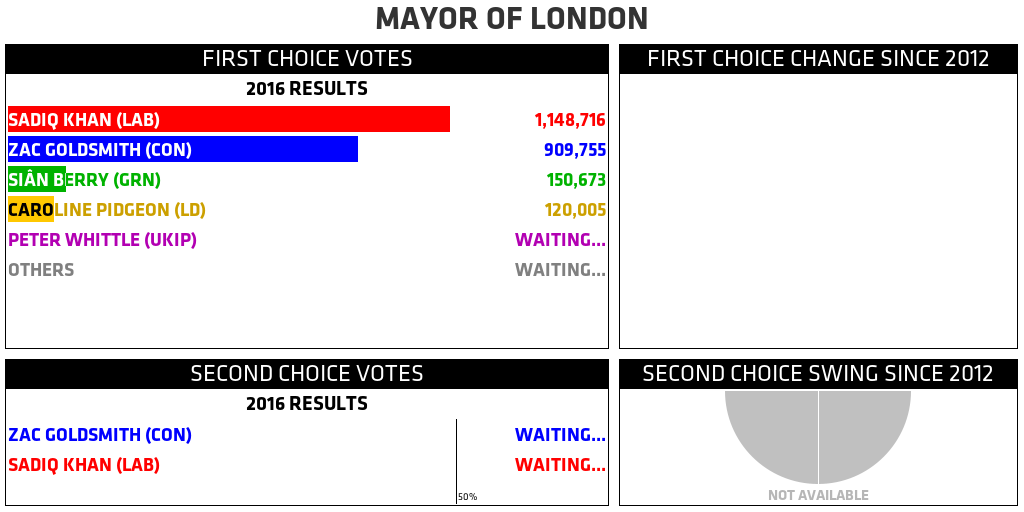 MAYOR OF LONDON
FIRST CHOICE VOTES
2016 RESULTS
SADIQ KHAN (LAB) 1,148,716
ZAC GOLDSMITH (CON) 909,755
SIÂN BERRY (GRN) 150,673
CAROLINE PIDGEON (LD) 120,005
PETER WHITTLE (UKIP) WAITING...
OTHERS WAITING...
FIRST CHOICE CHANGE SINCE 2012
SECOND CHOICE VOTES
2016 RESULTS
ZAC GOLDSMITH (CON) WAITING...
SADIQ KHAN (LAB) WAITING...
50%
SECOND CHOICE SWING SINCE 2012
NOT AVAILABLE